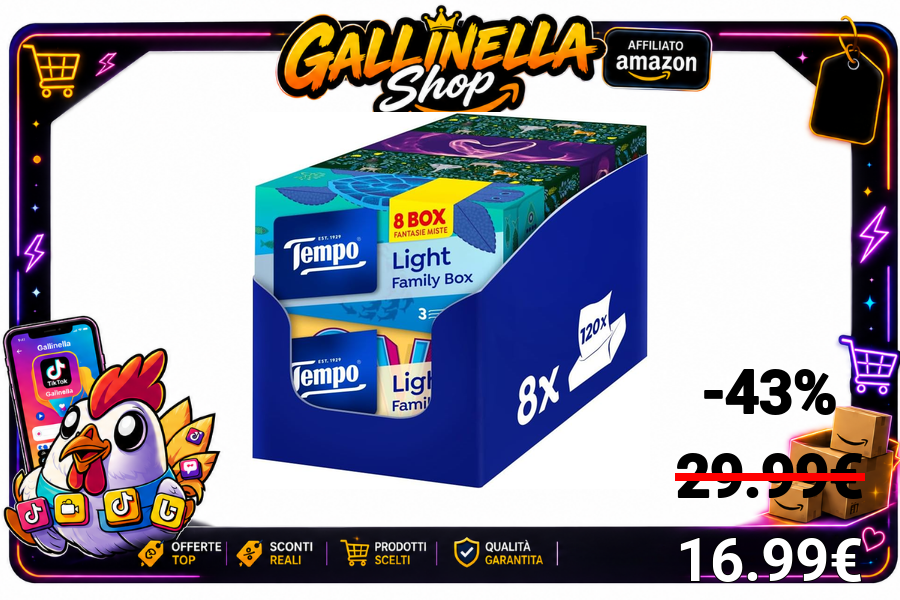 GALLINELLA
Shop
AFFILIATO
amazon
8 BOX
FANTASIE MISTE
EST. 1929
Tempo
Light
Family Box
3
EST. 1929
Tempo
Light
Famil
120x
8x
Gallinella
TikTok
Gallinella
-43%
29.99€
16.99€
OFFERTE
TOP
SCONTI
REALI
PRODOTTI
SCELTI
QUALITÀ
GARANTITA